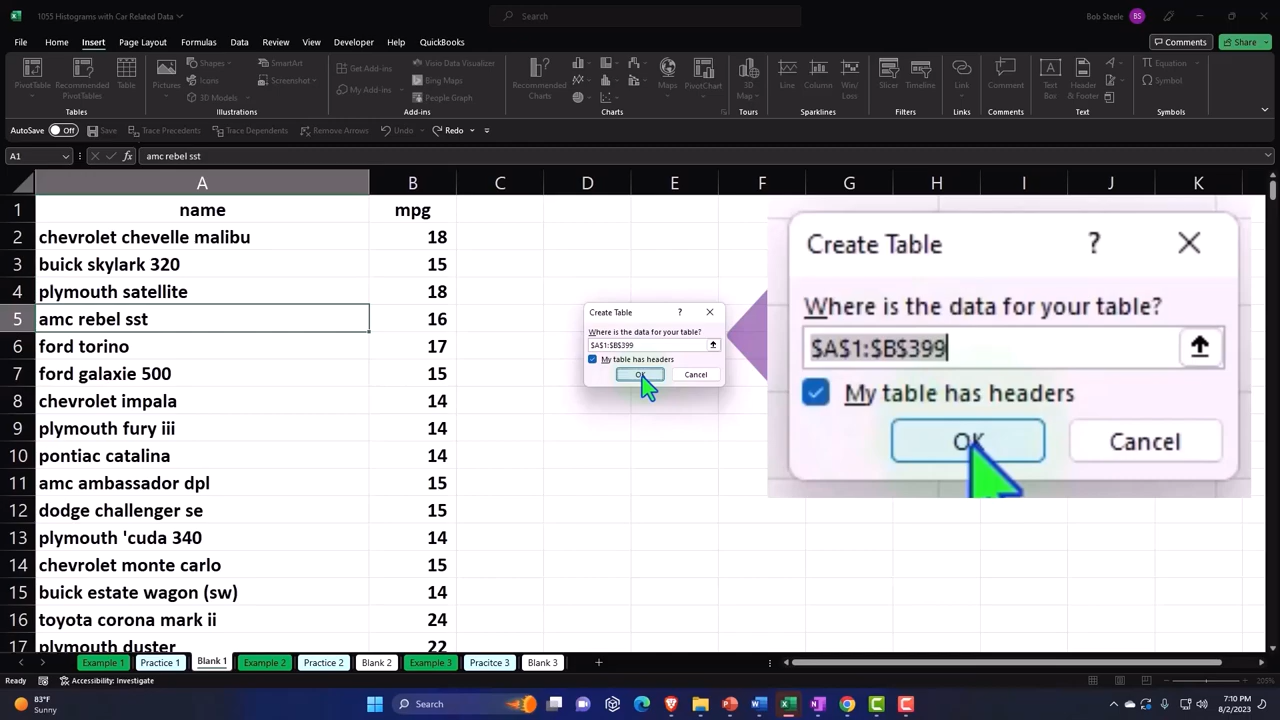 1055 Histograms with Car Related Data
Search
Bob Steele
BS
File
Home
Insert
Page Layout
Formulas
Data
Review
View
Developer
Help
QuickBooks
Comments
Share
PivotTable
Recommended PivotTables
Table
Tables
Pictures
Shapes
Icons
3D Models
SmartArt
Screenshot
Illustrations
Get Add-ins
My Add-ins
Visio Data Visualizer
Bing Maps
People Graph
Add-ins
Recommended Charts
Maps
PivotChart
Charts
3D Map
Tours
Line
Column
Win/Loss
Sparklines
Slicer
Timeline
Filters
Link
Links
Comment
Comments
Text Box
Header & Footer
Text
Equation
Symbol
Symbols
AutoSave
Off
Save
Trace Precedents
Trace Dependents
Remove Arrows
Undo
Redo
A1
fx
amc rebel sst
A B C D E F G H I J K
1 name mpg
2 chevrolet chevelle malibu 18
3 buick skylark 320 15
4 plymouth satellite 18
5 amc rebel sst 16
6 ford torino 17
7 ford galaxie 500 15
8 chevrolet impala 14
9 plymouth fury iii 14
10 pontiac catalina 14
11 amc ambassador dpl 15
12 dodge challenger se 15
13 plymouth 'cuda 340 14
14 chevrolet monte carlo 15
15 buick estate wagon (sw) 14
16 toyota corona mark ii 24
17 plymouth duster 22
Create Table ?
Where is the data for your table?
$A$1:$B$399
My table has headers
OK Cancel
Create Table ?
Where is the data for your table?
$A$1:$B$399
My table has headers
OK Cancel
Example 1
Practice 1
Blank 1
Example 2
Practice 2
Blank 2
Example 3
Pracitce 3
Blank 3
Ready
Accessibility: Investigate
205%
83°F
Sunny
Search
7:10 PM
8/2/2023